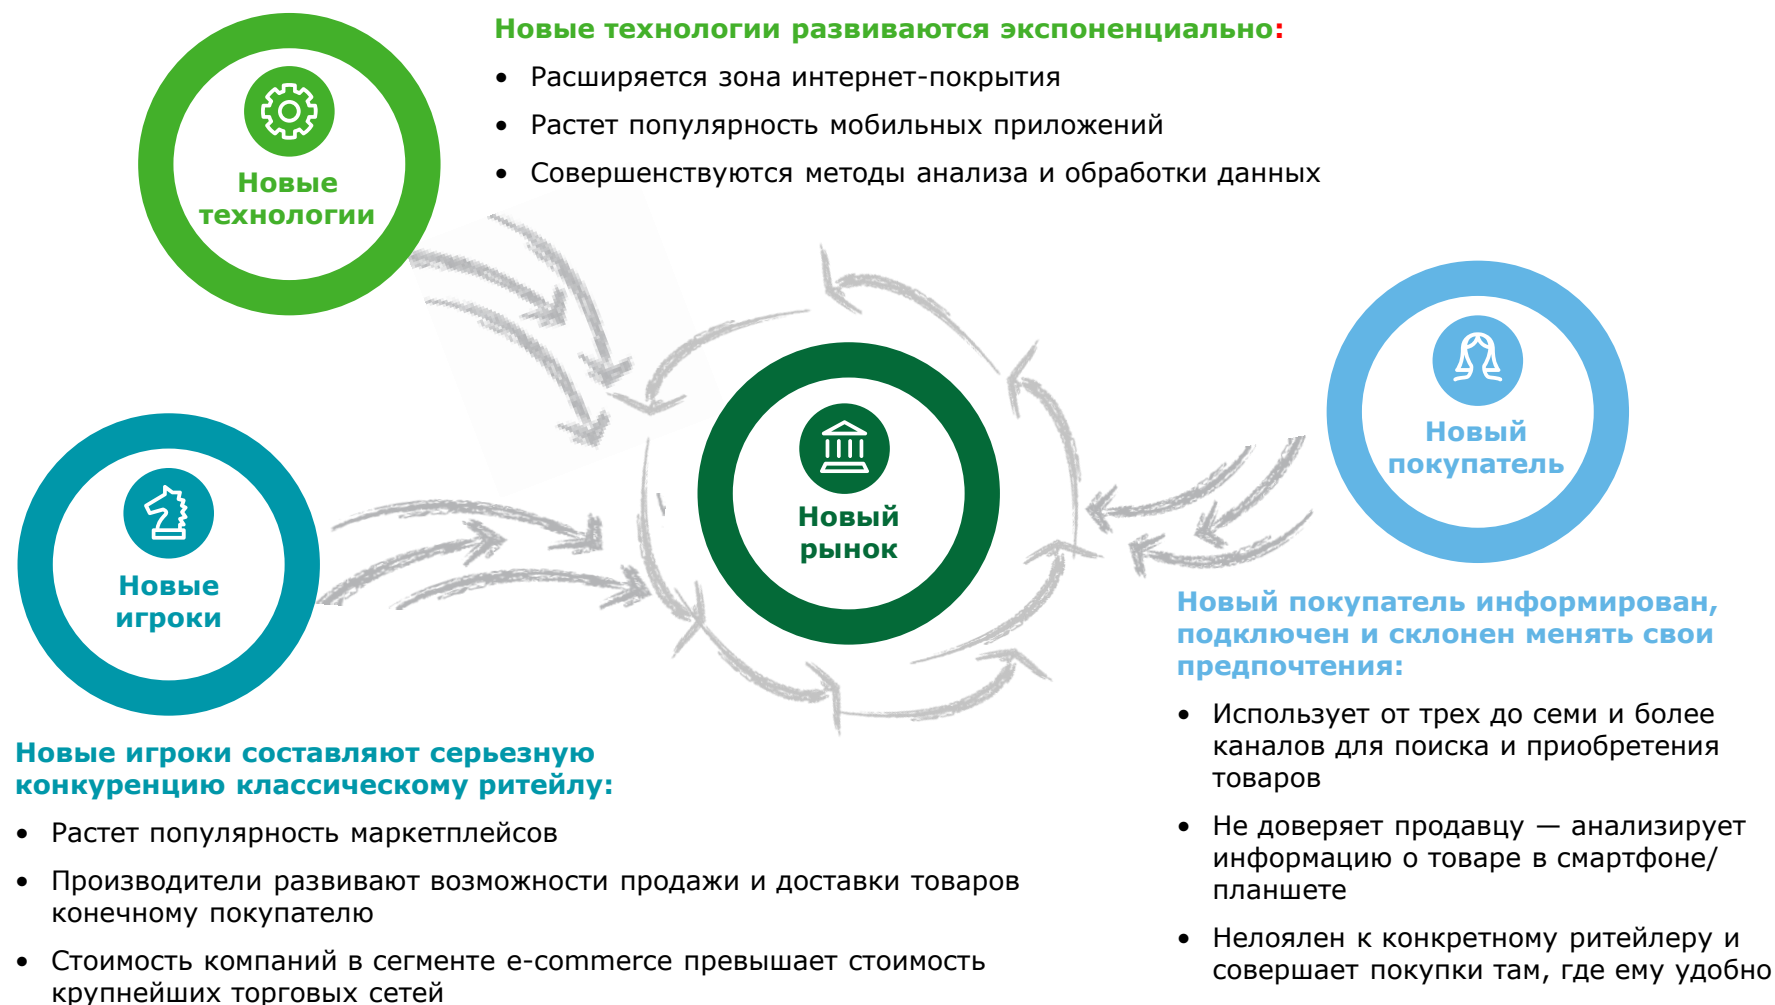 Новые технологии развиваются экспоненциально:
• Расширяется зона интернет-покрытия
• Растет популярность мобильных приложений
• Совершенствуются методы анализа и обработки данных
Новые
технологии
Новый
покупатель
Новый
рынок
Новые
игроки
Новый покупатель информирован,
подключен и склонен менять свои
предпочтения:
• Использует от трех до семи и более
каналов для поиска и приобретения
товаров
• Не доверяет продавцу — анализирует
информацию о товаре в смартфоне/
планшете
• Нелоялен к конкретному ритейлеру и
совершает покупки там, где ему удобно
Новые игроки составляют серьезную
конкуренцию классическому ритейлу:
• Растет популярность маркетплейсов
• Производители развивают возможности продажи и доставки товаров
конечному покупателю
• Стоимость компаний в сегменте e-commerce превышает стоимость
крупнейших торговых сетей